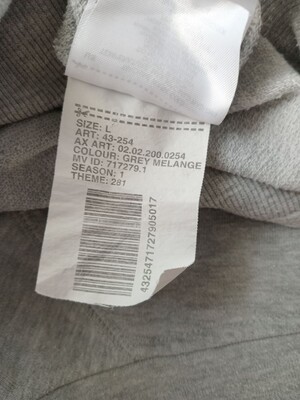 SIZE: L
ART: 43-254
AX ART: 02.02.200.0254
COLOUR: GREY MELANGE
MV ID: 717279.1
SEASON: 1
THEME: 281
4325471727905017